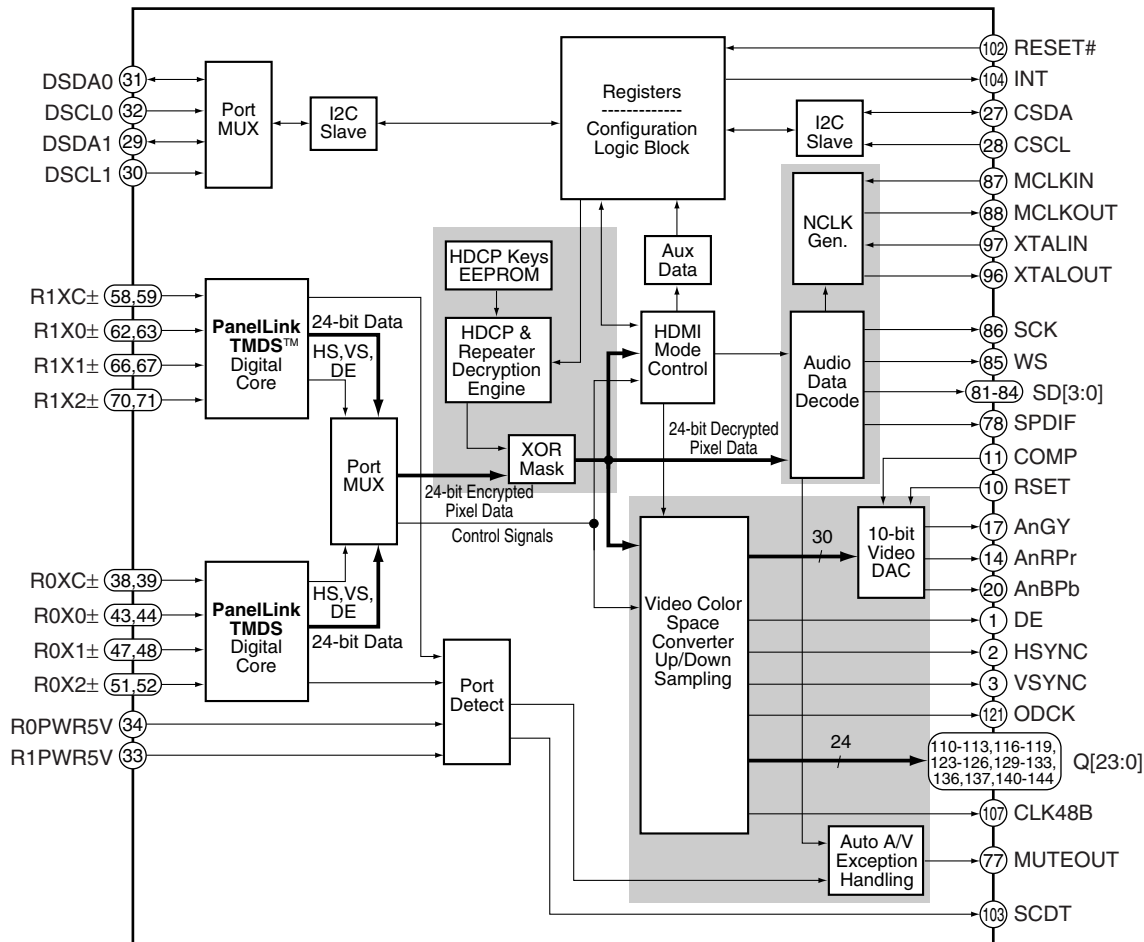 DSDA0 31
DSCL0 32
DSDA1 29
DSCL1 30
Port
MUX
I2C
Slave
Registers
-------------
Configuration
Logic Block
I2C
Slave
102 RESET#
104 INT
27 CSDA
28 CSCL
87 MCLKIN
88 MCLKOUT
97 XTALIN
96 XTALOUT
NCLK
Gen.
HDCP Keys
EEPROM
Aux
Data
R1XC± 58,59
R1X0± 62,63
R1X1± 66,67
R1X2± 70,71
PanelLink
TMDS™
Digital
Core
24-bit Data
HS,VS,
DE
HDCP &
Repeater
Decryption
Engine
HDMI
Mode
Control
Audio
Data
Decode
86 SCK
85 WS
81-84 SD[3:0]
78 SPDIF
11 COMP
10 RSET
Port
MUX
XOR
Mask
24-bit Decrypted
Pixel Data
24-bit Encrypted
Pixel Data
Control Signals
R0XC± 38,39
R0X0± 43,44
R0X1± 47,48
R0X2± 51,52
PanelLink
TMDS
Digital
Core
HS,VS,
DE
24-bit Data
Video Color
Space
Converter
Up/Down
Sampling
30
10-bit
Video
DAC
17 AnGY
14 AnRPr
20 AnBPb
1 DE
2 HSYNC
3 VSYNC
121 ODCK
R0PWR5V 34
R1PWR5V 33
Port
Detect
24
110-113,116-119,
123-126,129-133,
136,137,140-144
Q[23:0]
107 CLK48B
Auto A/V
Exception
Handling
77 MUTEOUT
103 SCDT